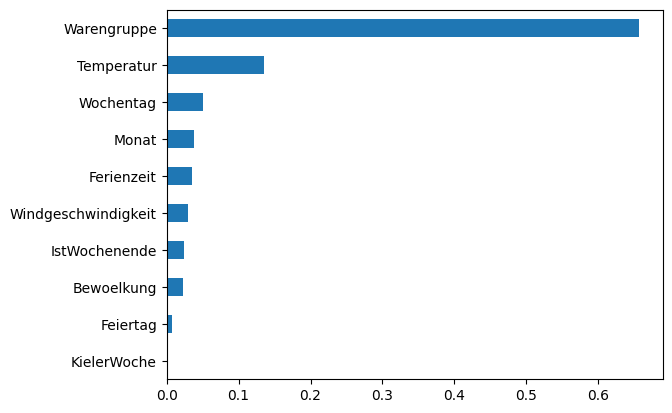 Warengruppe
Temperatur
Wochentag
Monat
Ferienzeit
Windgeschwindigkeit
IstWochenende
Bewoelkung
Feiertag
KielerWoche
0.0 0.1 0.2 0.3 0.4 0.5 0.6